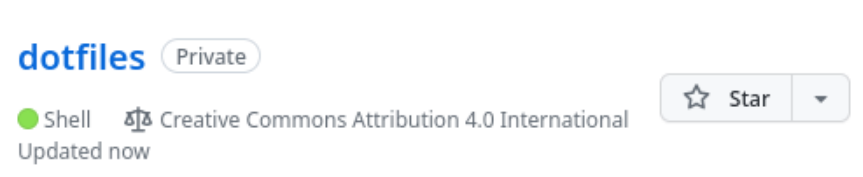 dotfiles Private
Shell Creative Commons Attribution 4.0 International
Updated now
Star